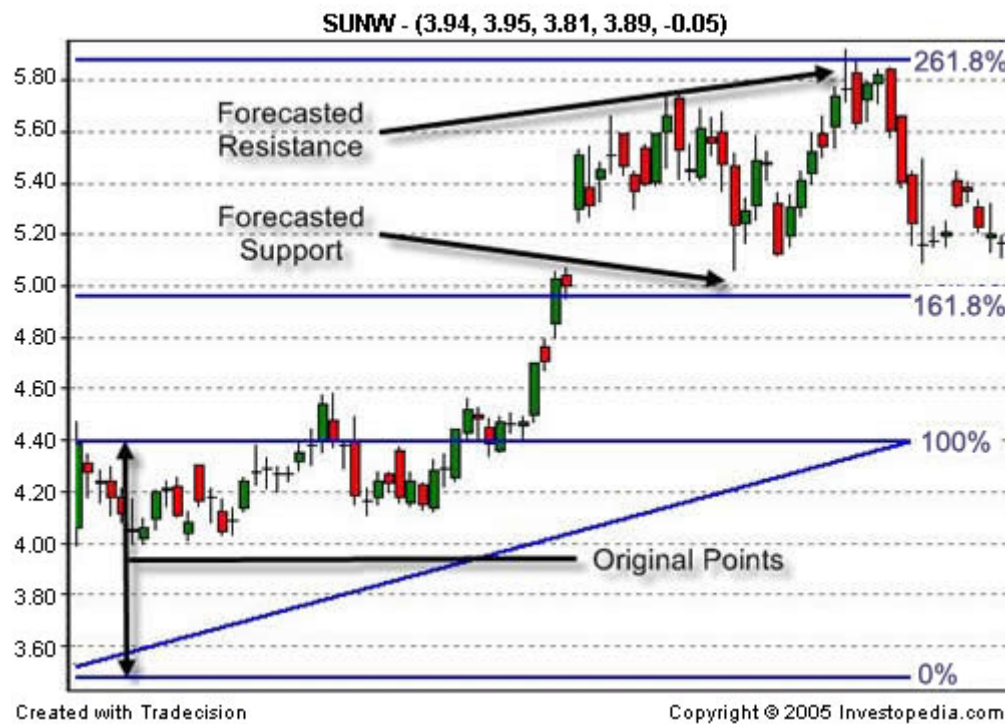 SUNW - (3.94, 3.95, 3.81, 3.89, -0.05)
5.80
5.60
5.40
5.20
5.00
4.80
4.60
4.40
4.20
4.00
3.80
3.60
261.8%
Forecasted
Resistance
Forecasted
Support
161.8%
100%
Original Points
0%
Created with Tradecision
Copyright © 2005 Investopedia.com